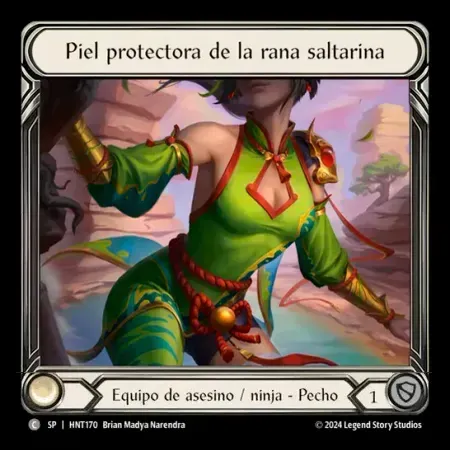 Piel protectora de la rana saltarina
Equipo de asesino / ninja - Pecho
1
C SP | HNT170 Brian Madya Narendra
© 2024 Legend Story Studios